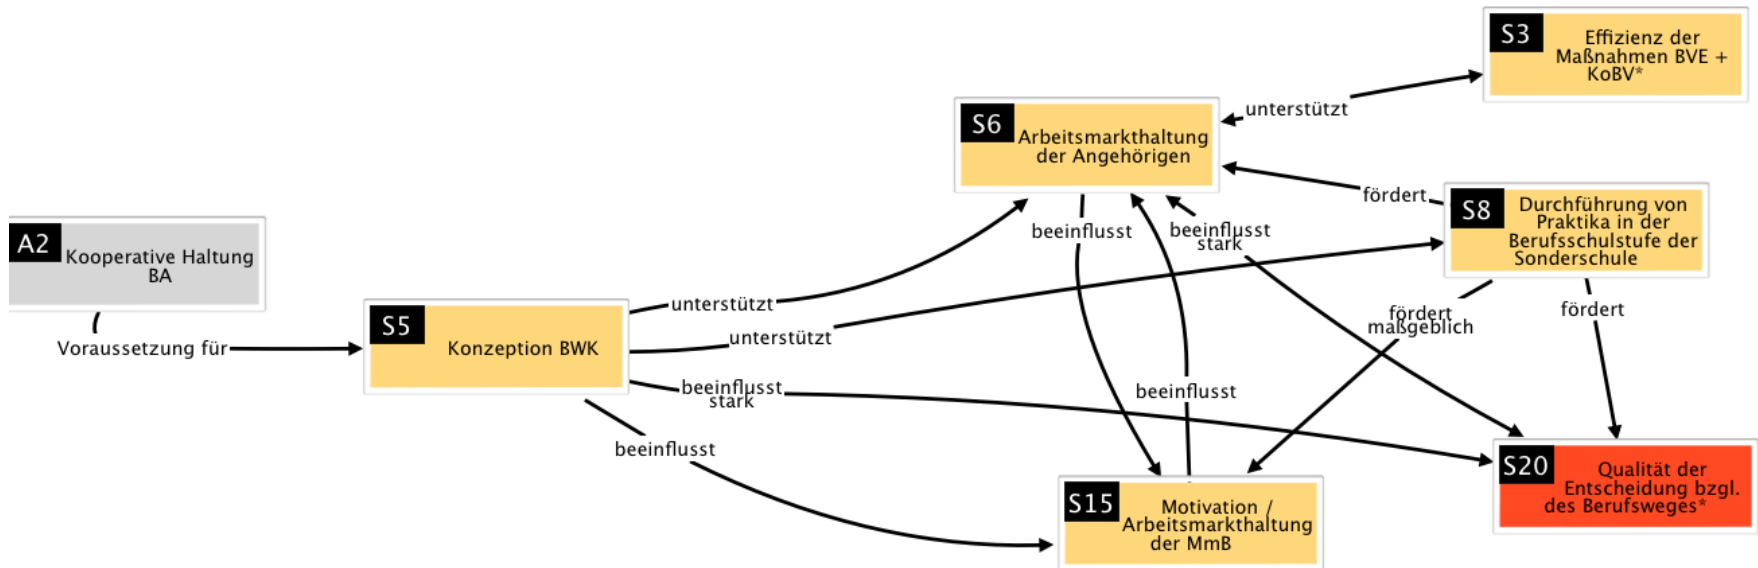 S3
Effizienz der
Maßnahmen BVE +
KoBV*
unterstützt
S6
Arbeitsmarkthaltung
der Angehörigen
fördert
S8
Durchführung von
Praktika in der
Berufsschulstufe der
Sonderschule
beeinflusst
beeinflusst
stark
A2
Kooperative Haltung
BA
unterstützt
S5
Konzeption BWK
Voraussetzung für
unterstützt
fördert
maßgeblich
fördert
beeinflusst
stark
beeinflusst
beeinflusst
S20
Qualität der
Entscheidung bzgl.
des Berufsweges*
S15
Motivation /
Arbeitsmarkthaltung
der MmB